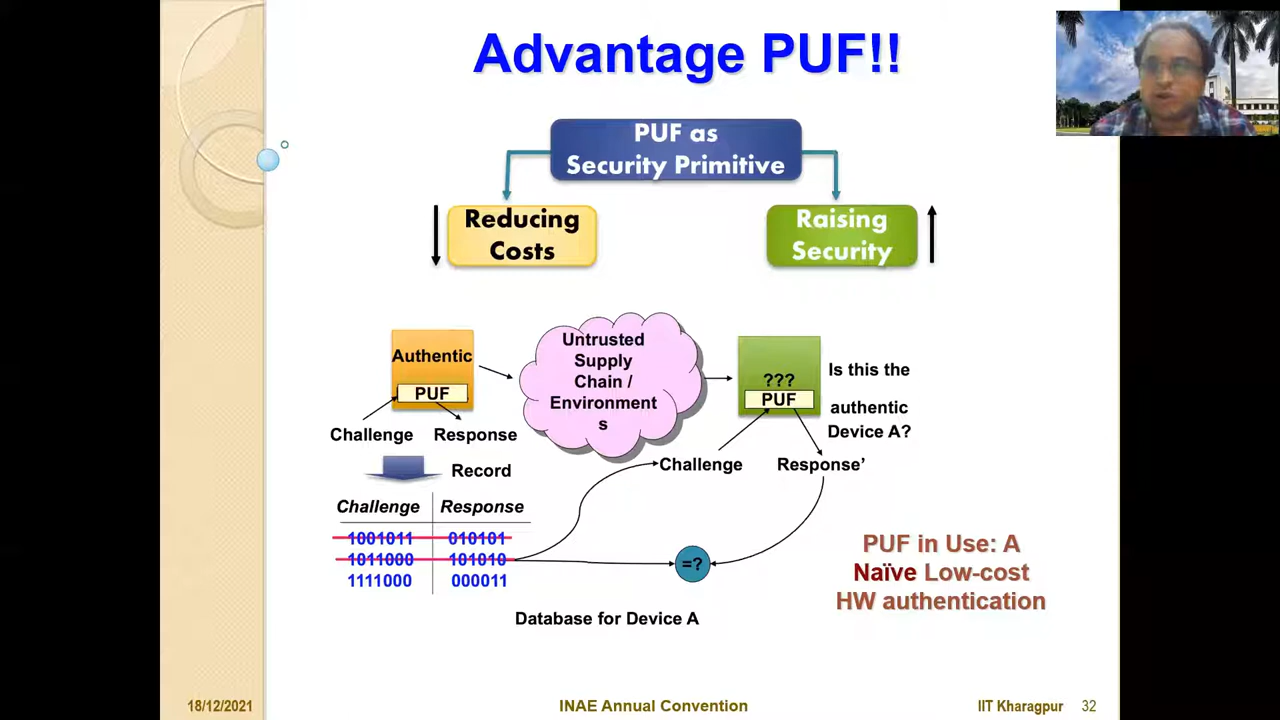 Advantage PUF!!
PUF as
Security Primitive
Reducing
Costs
Raising
Security
Authentic
PUF
Challenge
Response
Untrusted
Supply
Chain /
Environment
s
???
PUF
Is this the
authentic
Device A?
Challenge
Response’
Record
Challenge Response
1001011 010101
1011000 101010
1111000 000011
=?
Database for Device A
PUF in Use: A
Naïve Low-cost
HW authentication
18/12/2021
INAE Annual Convention
IIT Kharagpur 32